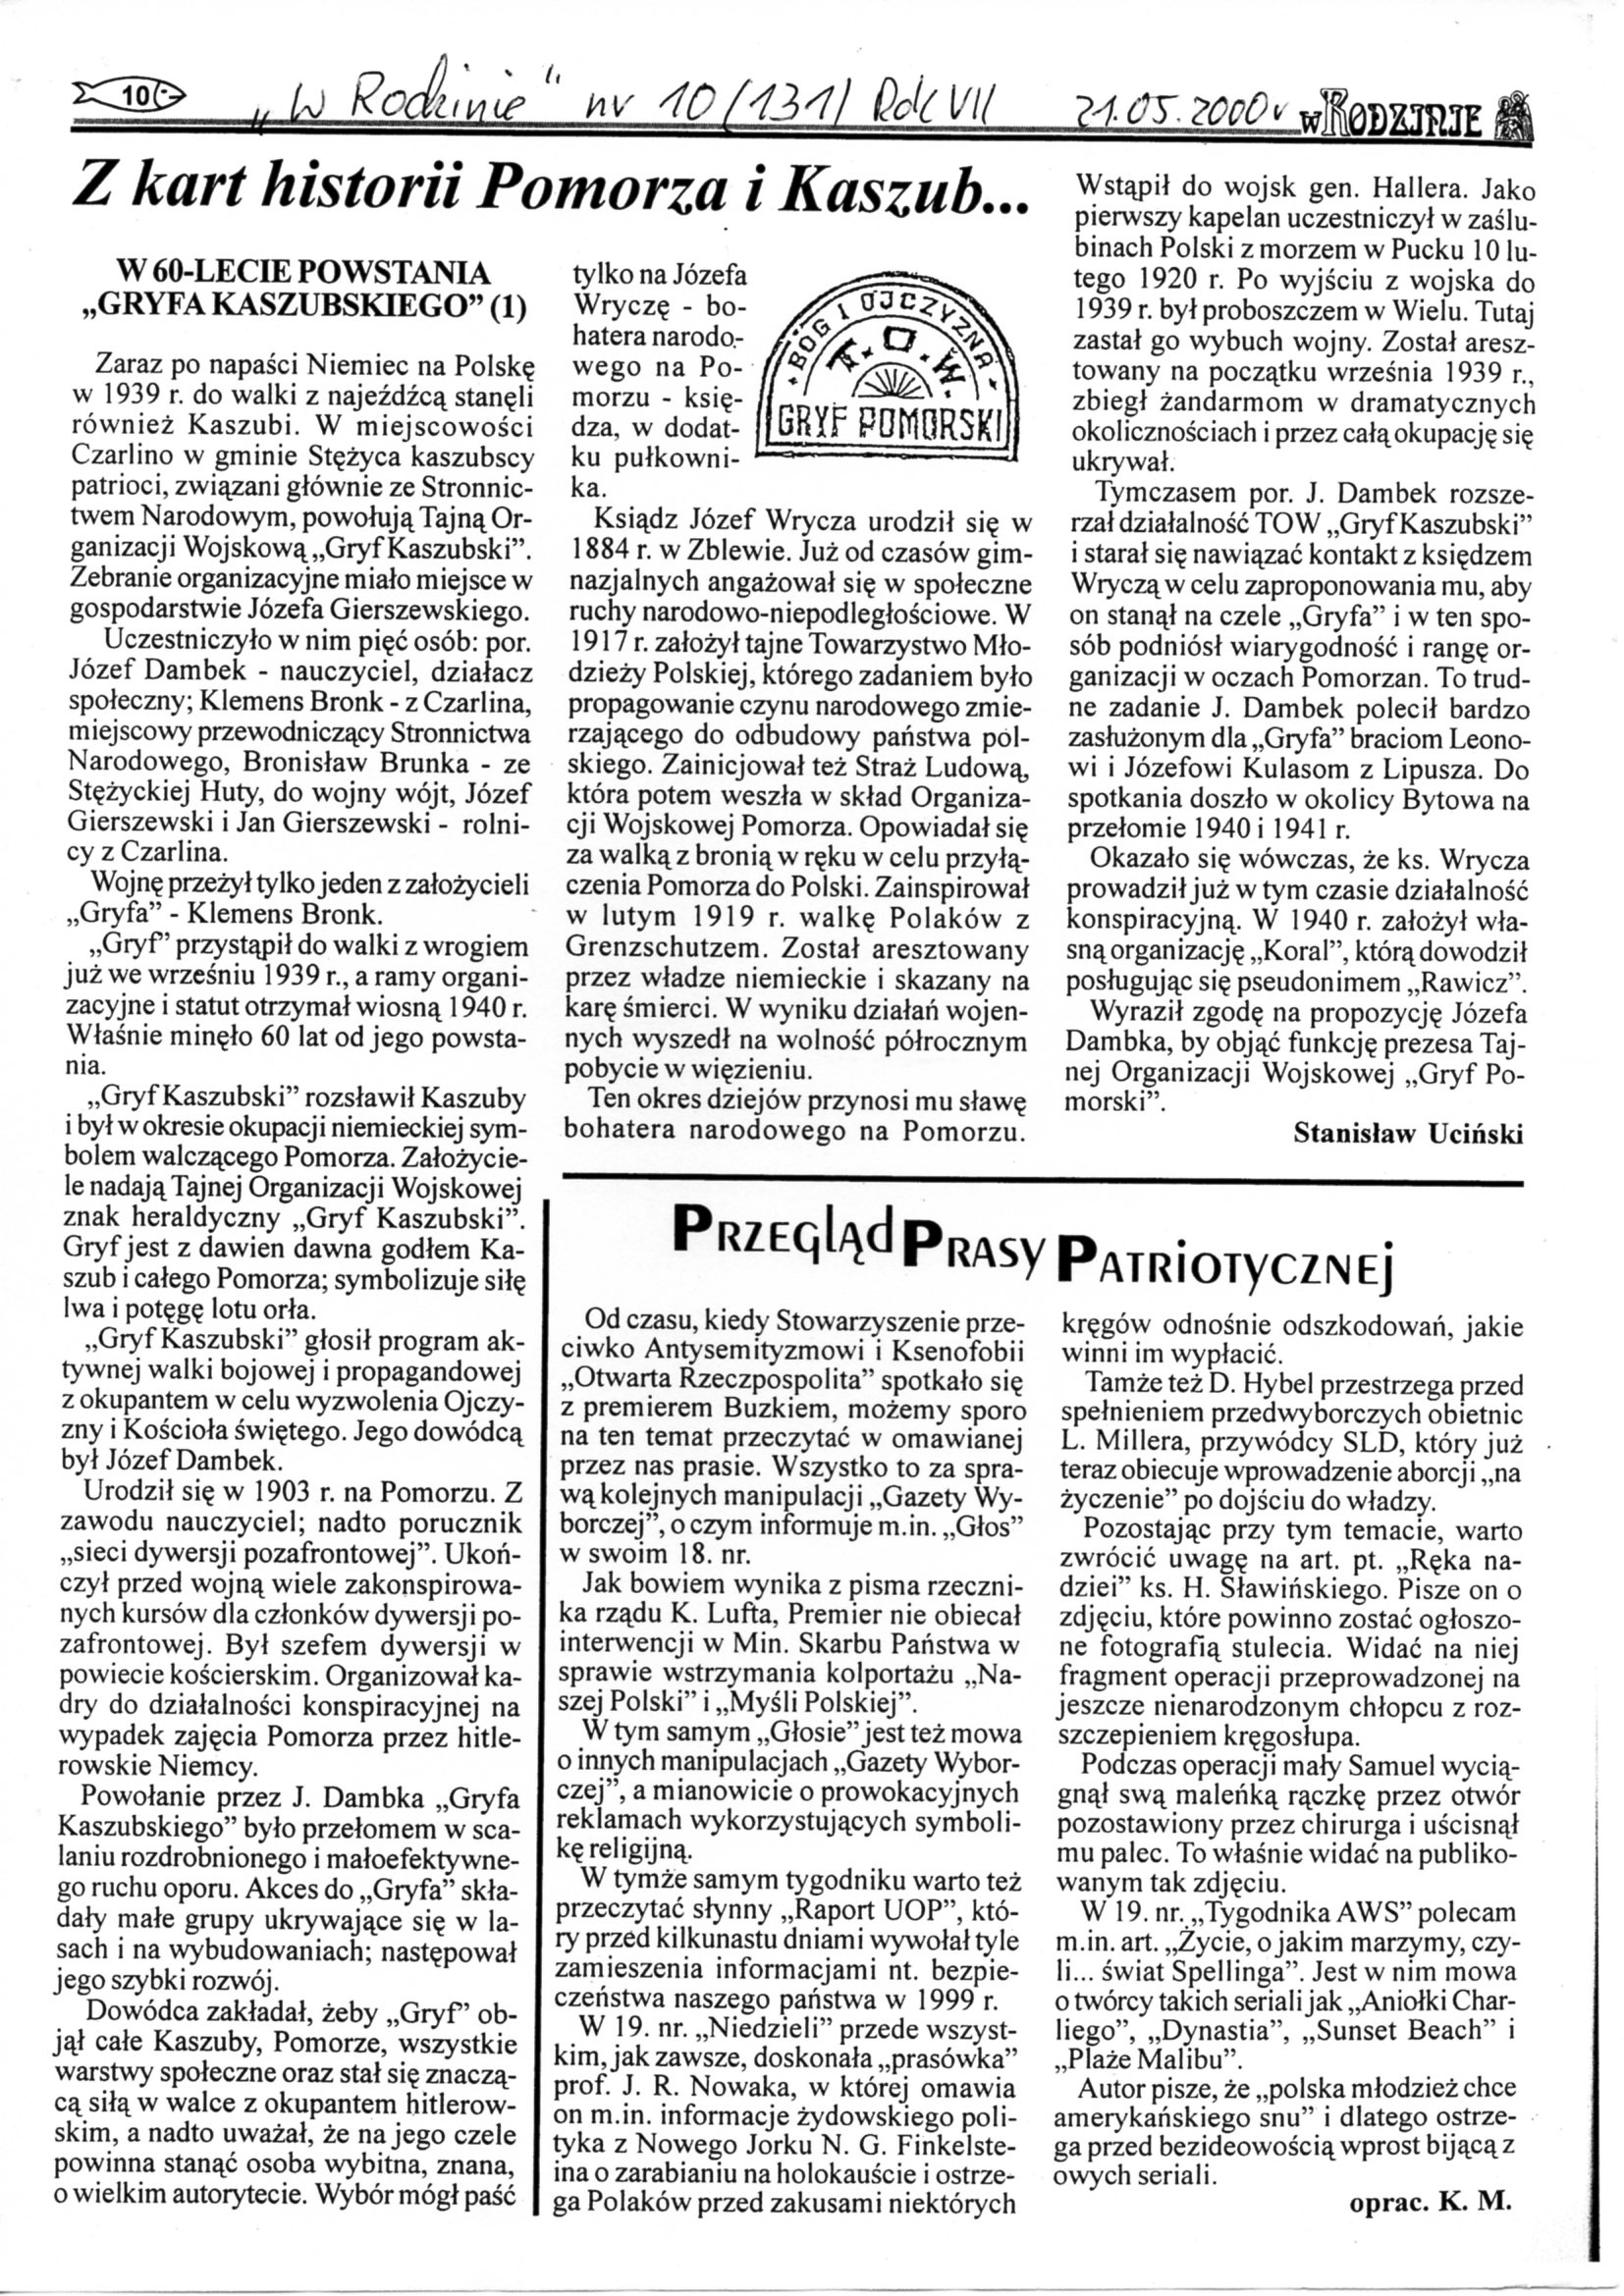 10
„W Rodzinie" nr 10 (131) Rok VII 21.05.2000r
w RODZINIE
Z kart historii Pomorza i Kaszub...
W 60-LECIE POWSTANIA
„GRYFA KASZUBSKIEGO” (1)
Zaraz po napaści Niemiec na Polskę
w 1939 r. do walki z najeźdźcą stanęli
również Kaszubi. W miejscowości
Czarlino w gminie Stężyca kaszubscy
patrioci, związani głównie ze Stronnic-
twem Narodowym, powołują Tajną Or-
ganizacji Wojskową „Gryf Kaszubski”.
Zebranie organizacyjne miało miejsce w
gospodarstwie Józefa Gierszewskiego.
Uczestniczyło w nim pięć osób: por.
Józef Dambek - nauczyciel, działacz
społeczny; Klemens Bronk - z Czarlina,
miejscowy przewodniczący Stronnictwa
Narodowego, Bronisław Brunka - ze
Stężyckiej Huty, do wojny wójt, Józef
Gierszewski i Jan Gierszewski - rolni-
cy z Czarlina.
Wojnę przeżył tylko jeden z założycieli
„Gryfa” - Klemens Bronk.
„Gryf” przystąpił do walki z wrogiem
już we wrześniu 1939 r., a ramy organi-
zacyjne i statut otrzymał wiosną 1940 r.
Właśnie minęło 60 lat od jego powsta-
nia.
„Gryf Kaszubski” rozsławił Kaszuby
i był w okresie okupacji niemieckiej sym-
bolem walczącego Pomorza. Założycie-
le nadają Tajnej Organizacji Wojskowej
znak heraldyczny „Gryf Kaszubski”.
Gryf jest z dawien dawna godłem Ka-
szub i całego Pomorza; symbolizuje siłę
lwa i potęgę lotu orła.
„Gryf Kaszubski” głosił program ak-
tywnej walki bojowej i propagandowej
z okupantem w celu wyzwolenia Ojczy-
zny i Kościoła świętego. Jego dowódcą
był Józef Dambek.
Urodził się w 1903 r. na Pomorzu. Z
zawodu nauczyciel; nadto porucznik
„sieci dywersji pozafrontowej”. Ukoń-
czył przed wojną wiele zakonspirowa-
nych kursów dla członków dywersji po-
zafrontowej. Był szefem dywersji w
powiecie kościerskim. Organizował ka-
dry do działalności konspiracyjnej na
wypadek zajęcia Pomorza przez hitle-
rowskie Niemcy.
Powołanie przez J. Dambka „Gryfa
Kaszubskiego” było przełomem w sca-
laniu rozdrobnionego i małoefektywne-
go ruchu oporu. Akces do „Gryfa” skła-
dały małe grupy ukrywające się w la-
sach i na wybudowaniach; następował
jego szybki rozwój.
Dowódca zakładał, żeby „Gryf” ob-
jął całe Kaszuby, Pomorze, wszystkie
warstwy społeczne oraz stał się znaczą-
cą siłą w walce z okupantem hitlerow-
skim, a nadto uważał, że na jego czele
powinna stanąć osoba wybitna, znana,
o wielkim autorytecie. Wybór mógł paść
tylko na Józefa
Wryczę - bo-
hatera narodo-
wego na Po-
morzu - księ-
dza, w dodat-
ku pułkowni-
ka.
BÓG I OJCZYZNA
T.O.W.
GRYF POMORSKI
Ksiądz Józef Wrycza urodził się w
1884 r. w Zblewie. Już od czasów gim-
nazjalnych angażował się w społeczne
ruchy narodowo-niepodległościowe. W
1917 r. założył tajne Towarzystwo Mło-
dzieży Polskiej, którego zadaniem było
propagowanie czynu narodowego zmie-
rzającego do odbudowy państwa pol-
skiego. Zainicjował też Straż Ludową,
która potem weszła w skład Organiza-
cji Wojskowej Pomorza. Opowiadał się
za walką z bronią w ręku w celu przyłą-
czenia Pomorza do Polski. Zainspirował
w lutym 1919 r. walkę Polaków z
Grenzschutzem. Został aresztowany
przez władze niemieckie i skazany na
karę śmierci. W wyniku działań wojen-
nych wyszedł na wolność półrocznym
pobycie w więzieniu.
Ten okres dziejów przynosi mu sławę
bohatera narodowego na Pomorzu.
Wstąpił do wojsk gen. Hallera. Jako
pierwszy kapelan uczestniczył w zaślu-
binach Polski z morzem w Pucku 10 lu-
tego 1920 r. Po wyjściu z wojska do
1939 r. był proboszczem w Wielu. Tutaj
zastał go wybuch wojny. Został aresz-
towany na początku września 1939 r.,
zbiegł żandarmom w dramatycznych
okolicznościach i przez całą okupację się
ukrywał.
Tymczasem por. J. Dambek rozsze-
rzał działalność TOW „Gryf Kaszubski”
i starał się nawiązać kontakt z księdzem
Wryczą w celu zaproponowania mu, aby
on stanął na czele „Gryfa” i w ten spo-
sób podniósł wiarygodność i rangę or-
ganizacji w oczach Pomorzan. To trud-
ne zadanie J. Dambek polecił bardzo
zasłużonym dla „Gryfa” braciom Leono-
wi i Józefowi Kulasom z Lipusza. Do
spotkania doszło w okolicy Bytowa na
przełomie 1940 i 1941 r.
Okazało się wówczas, że ks. Wrycza
prowadził już w tym czasie działalność
konspiracyjną. W 1940 r. założył wła-
sną organizację „Koral”, którą dowodził
posługując się pseudonimem „Rawicz”.
Wyraził zgodę na propozycję Józefa
Dambka, by objąć funkcję prezesa Taj-
nej Organizacji Wojskowej „Gryf Po-
morski”.
Stanisław Uciński
Przegląd Prasy Patriotycznej
Od czasu, kiedy Stowarzyszenie prze-
ciwko Antysemityzmowi i Ksenofobii
„Otwarta Rzeczpospolita” spotkało się
z premierem Buzkiem, możemy sporo
na ten temat przeczytać w omawianej
przez nas prasie. Wszystko to za spra-
wą kolejnych manipulacji „Gazety Wy-
borczej”, o czym informuje m.in. „Głos”
w swoim 18. nr.
Jak bowiem wynika z pisma rzeczni-
ka rządu K. Lufta, Premier nie obiecał
interwencji w Min. Skarbu Państwa w
sprawie wstrzymania kolportażu „Na-
szej Polski” i „Myśli Polskiej”.
W tym samym „Głosie” jest też mowa
o innych manipulacjach „Gazety Wybor-
czej”, a mianowicie o prowokacyjnych
reklamach wykorzystujących symboli-
kę religijną.
W tymże samym tygodniku warto też
przeczytać słynny „Raport UOP”, któ-
ry przed kilkunastu dniami wywołał tyle
zamieszenia informacjami nt. bezpie-
czeństwa naszego państwa w 1999 r.
W 19. nr. „Niedzieli” przede wszyst-
kim, jak zawsze, doskonała „prasówka”
prof. J. R. Nowaka, w której omawia
on m.in. informacje żydowskiego poli-
tyka z Nowego Jorku N. G. Finkelste-
ina o zarabianiu na holokauście i ostrze-
ga Polaków przed zakusami niektórych
kręgów odnośnie odszkodowań, jakie
winni im wypłacić.
Tamże też D. Hybel przestrzega przed
spełnieniem przedwyborczych obietnic
L. Millera, przywódcy SLD, który już
teraz obiecuje wprowadzenie aborcji „na
życzenie” po dojściu do władzy.
Pozostając przy tym temacie, warto
zwrócić uwagę na art. pt. „Ręka na-
dziei” ks. H. Sławińskiego. Pisze on o
zdjęciu, które powinno zostać ogłoszo-
ne fotografią stulecia. Widać na niej
fragment operacji przeprowadzonej na
jeszcze nienarodzonym chłopcu z roz-
szczepieniem kręgosłupa.
Podczas operacji mały Samuel wycią-
gnął swą maleńką rączkę przez otwór
pozostawiony przez chirurga i uścisnął
mu palec. To właśnie widać na publiko-
wanym tak zdjęciu.
W 19. nr. „Tygodnika AWS” polecam
m.in. art. „Życie, o jakim marzymy, czy-
li... świat Spellinga”. Jest w nim mowa
o twórcy takich seriali jak „Aniołki Char-
liego”, „Dynastia”, „Sunset Beach” i
„Plaże Malibu”.
Autor pisze, że „polska młodzież chce
amerykańskiego snu” i dlatego ostrze-
ga przed bezideowością wprost bijącą z
owych seriali.
oprac. K. M.